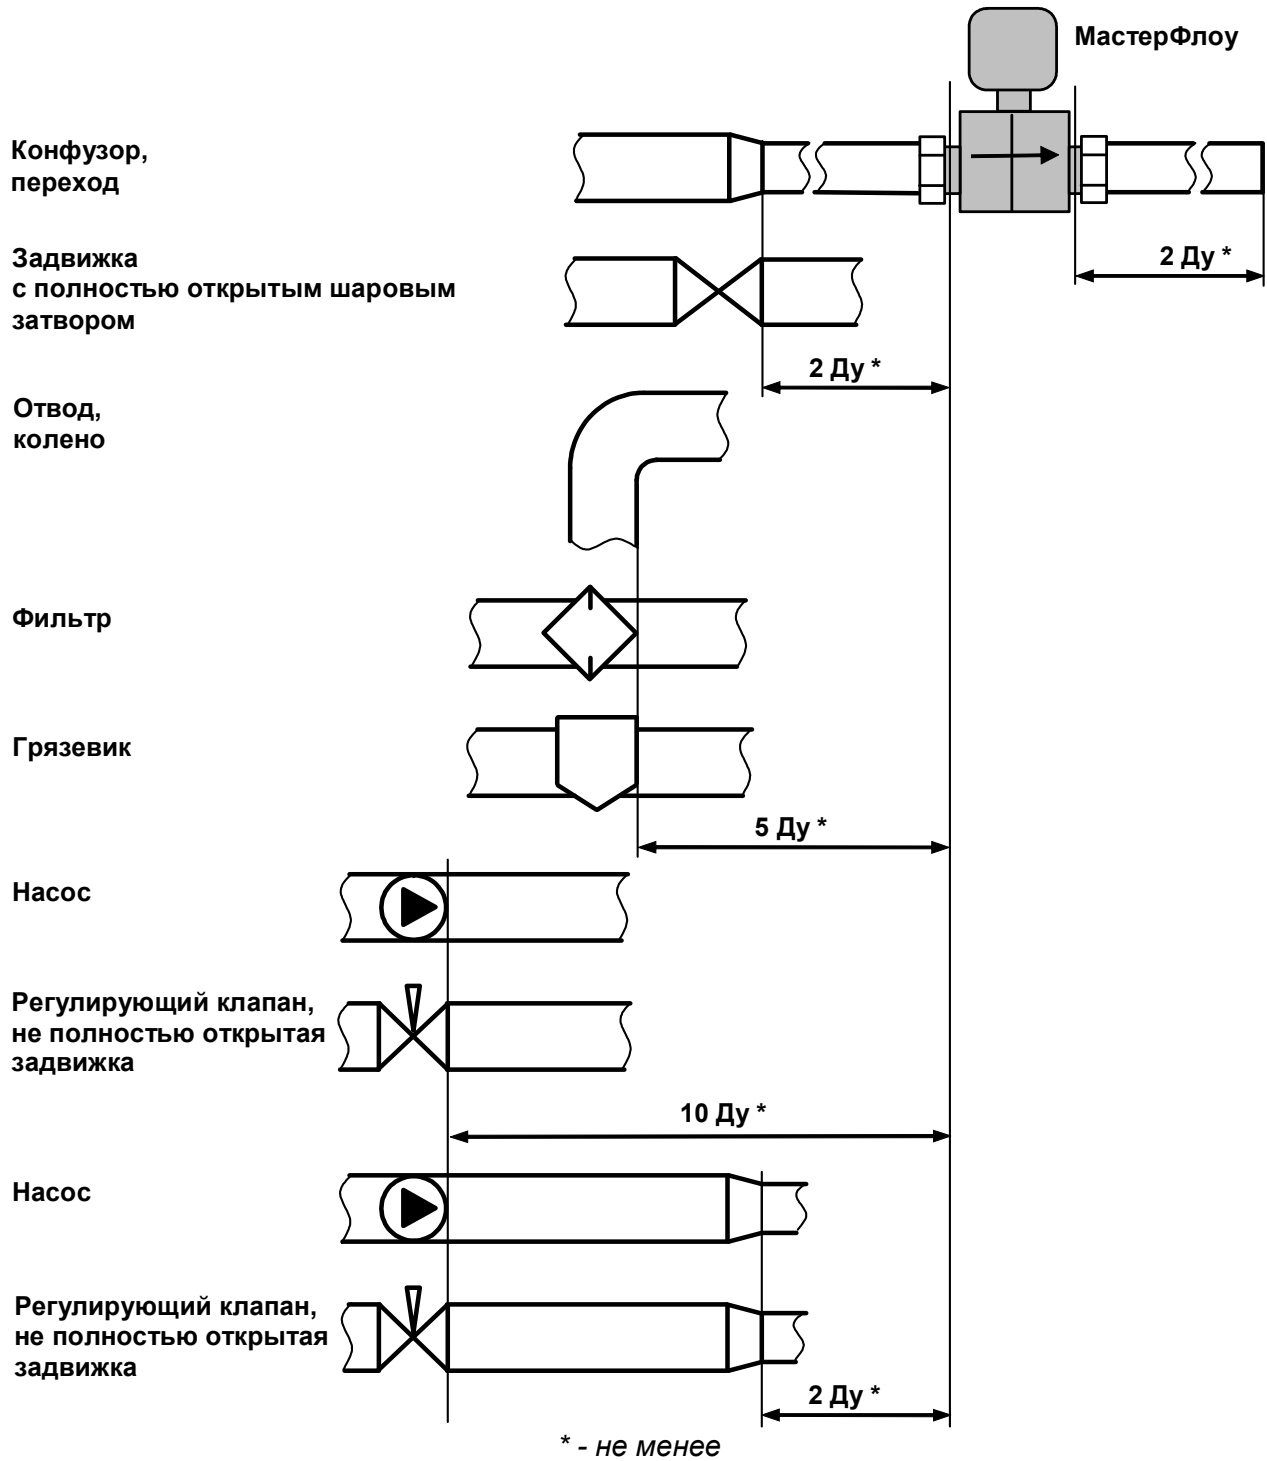 МастерФлоу
Конфузор,
переход
2 Ду *
Задвижка
с полностью открытым шаровым
затвором
2 Ду *
Отвод,
колено
Фильтр
Грязевик
5 Ду *
Насос
Регулирующий клапан,
не полностью открытая
задвижка
10 Ду *
Насос
Регулирующий клапан,
не полностью открытая
задвижка
2 Ду *
* - не менее